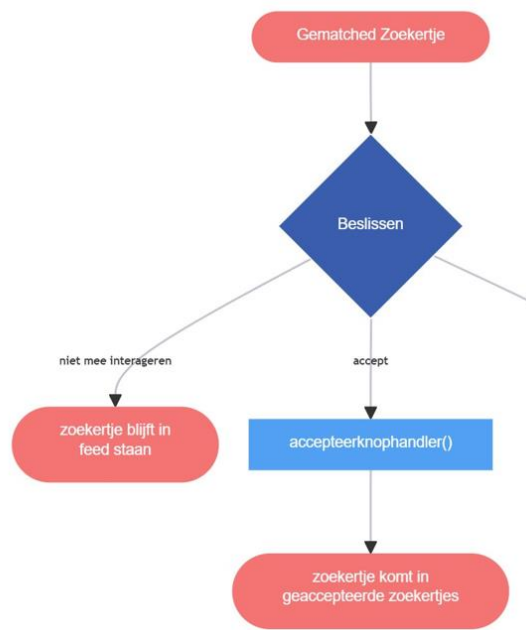 Gematched Zoekertje
Beslissen
niet mee interageren
accept
zoekertje blijft in
feed staan
accepteerknophandler()
zoekertje komt in
geaccepteerde zoekertjes